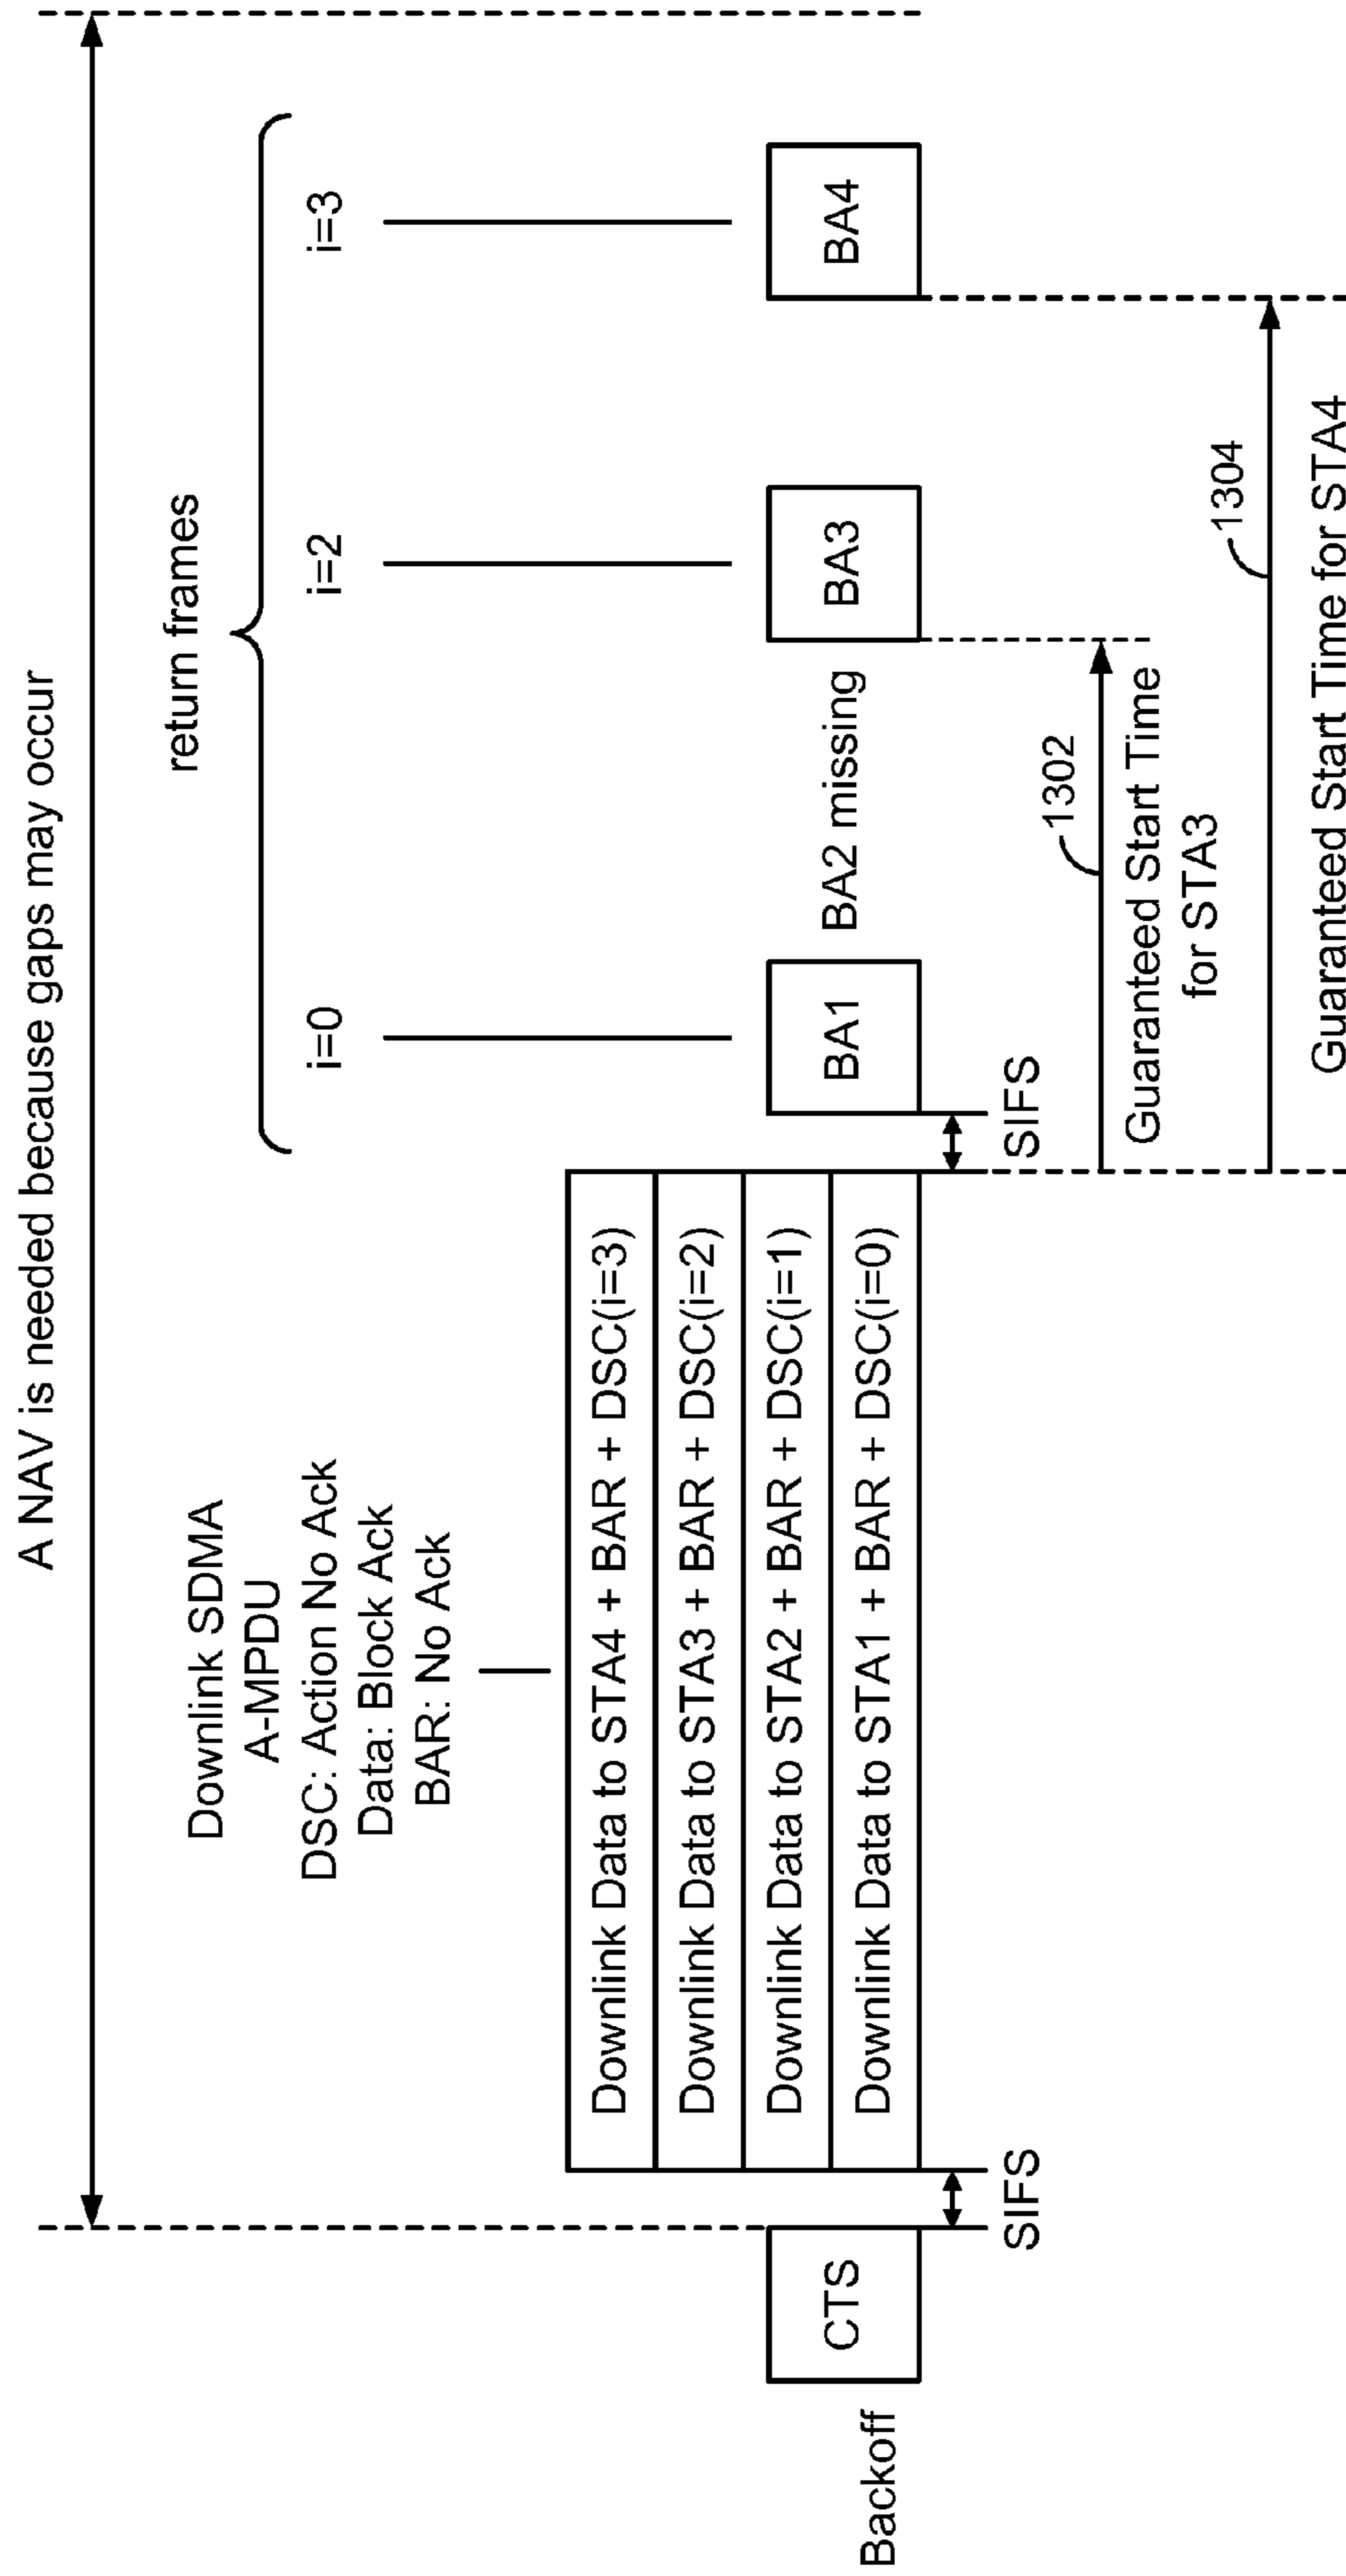 A NAV is needed because gaps may occur
return frames
i=0
i=2
i=3
Downlink SDMA
A-MPDU
DSC: Action No Ack
Data: Block Ack
BAR: No Ack
Downlink Data to STA4 + BAR + DSC(i=3)
Downlink Data to STA3 + BAR + DSC(i=2)
Downlink Data to STA2 + BAR + DSC(i=1)
Downlink Data to STA1 + BAR + DSC(i=0)
Backoff
CTS
BA1
BA2 missing
BA3
BA4
SIFS
SIFS
1302
Guaranteed Start Time
for STA3
1304
Guaranteed Start Time for STA4